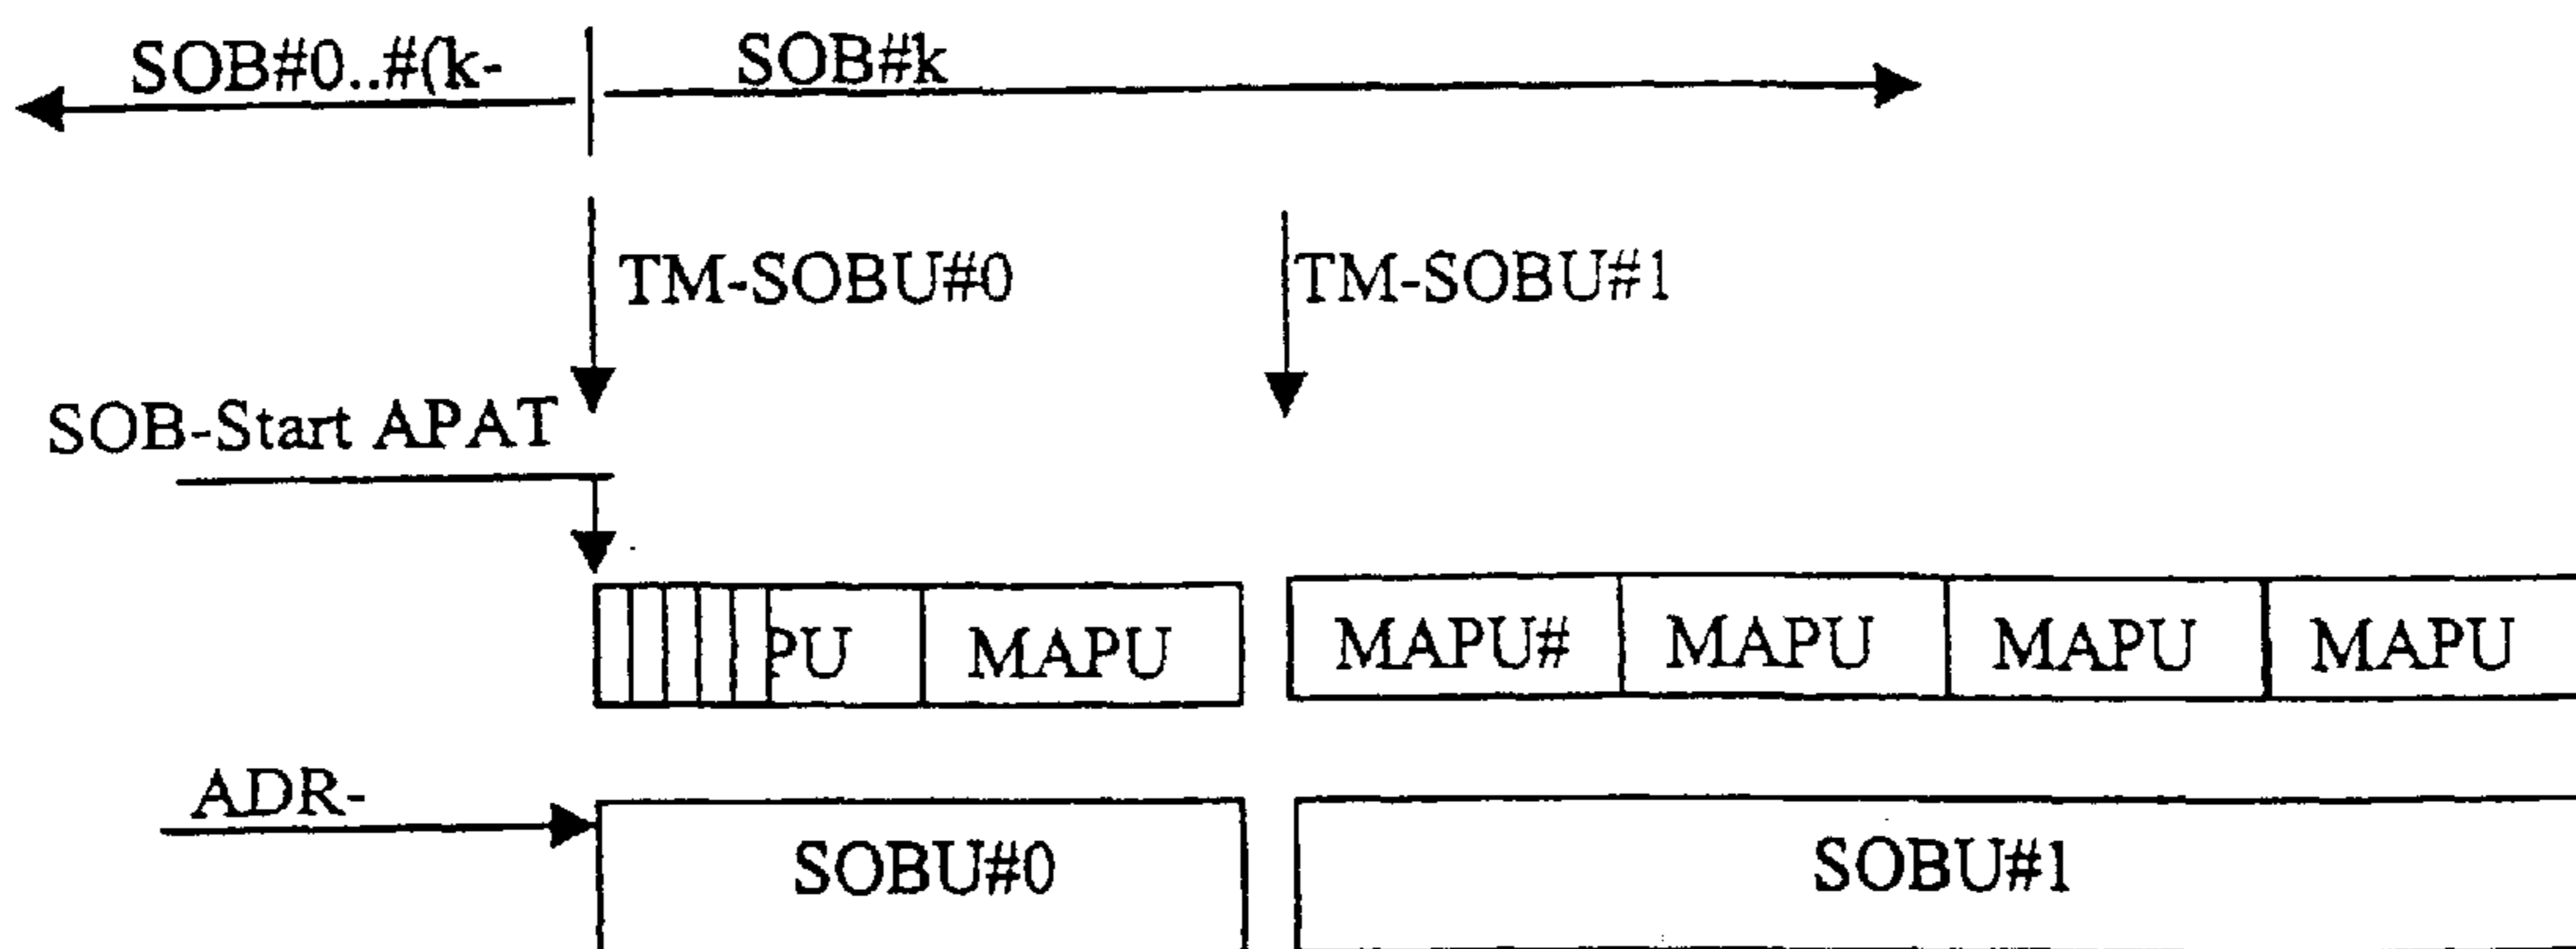 SOB#0..#(k-
SOB#k
TM-SOBU#0
TM-SOBU#1
SOB-Start APAT
PU
MAPU
MAPU#
MAPU
MAPU
MAPU
ADR-
SOBU#0
SOBU#1